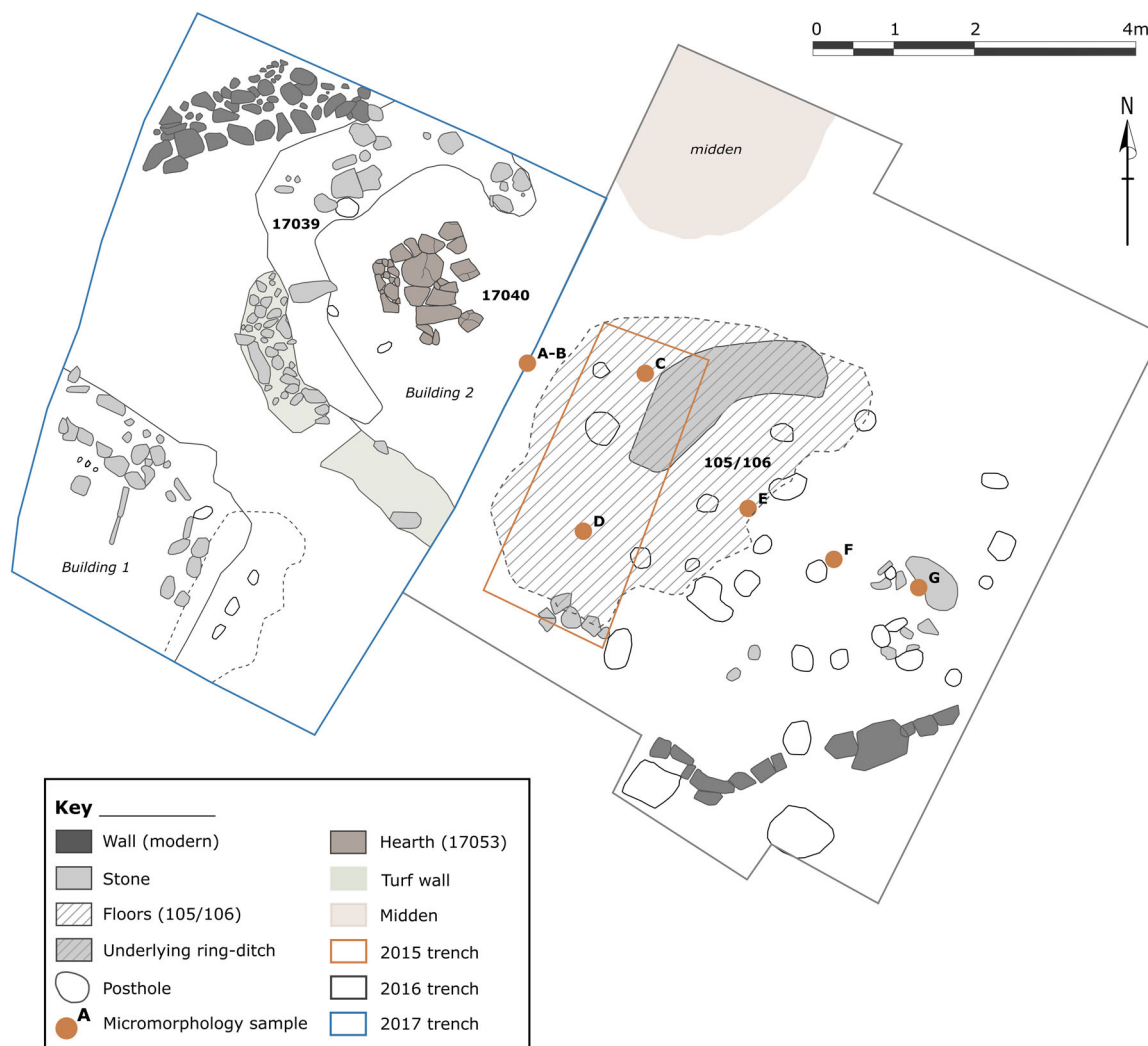 0 1 2 4m
N
midden
17039
17040
A-B
C
Building 2
105/106
E
D
F
G
Building 1
Key
Wall (modern)
Stone
Floors (105/106)
Underlying ring-ditch
Posthole
A
Micromorphology sample
Hearth (17053)
Turf wall
Midden
2015 trench
2016 trench
2017 trench